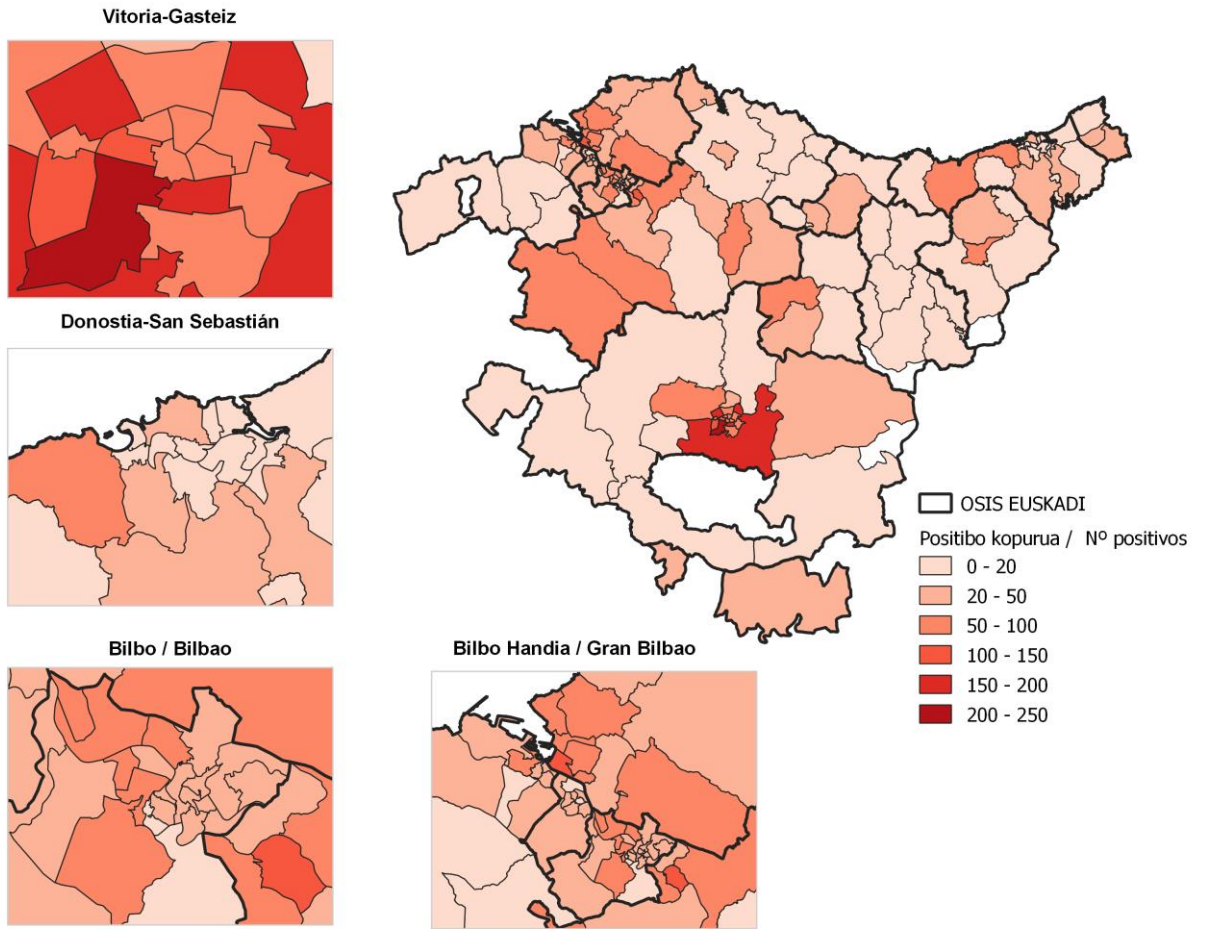 Vitoria-Gasteiz
Donostia-San Sebastián
Bilbo / Bilbao
Bilbo Handia / Gran Bilbao
OSIS EUSKADI
Positibo kopurua / Nº positivos
0 - 20
20 - 50
50 - 100
100 - 150
150 - 200
200 - 250